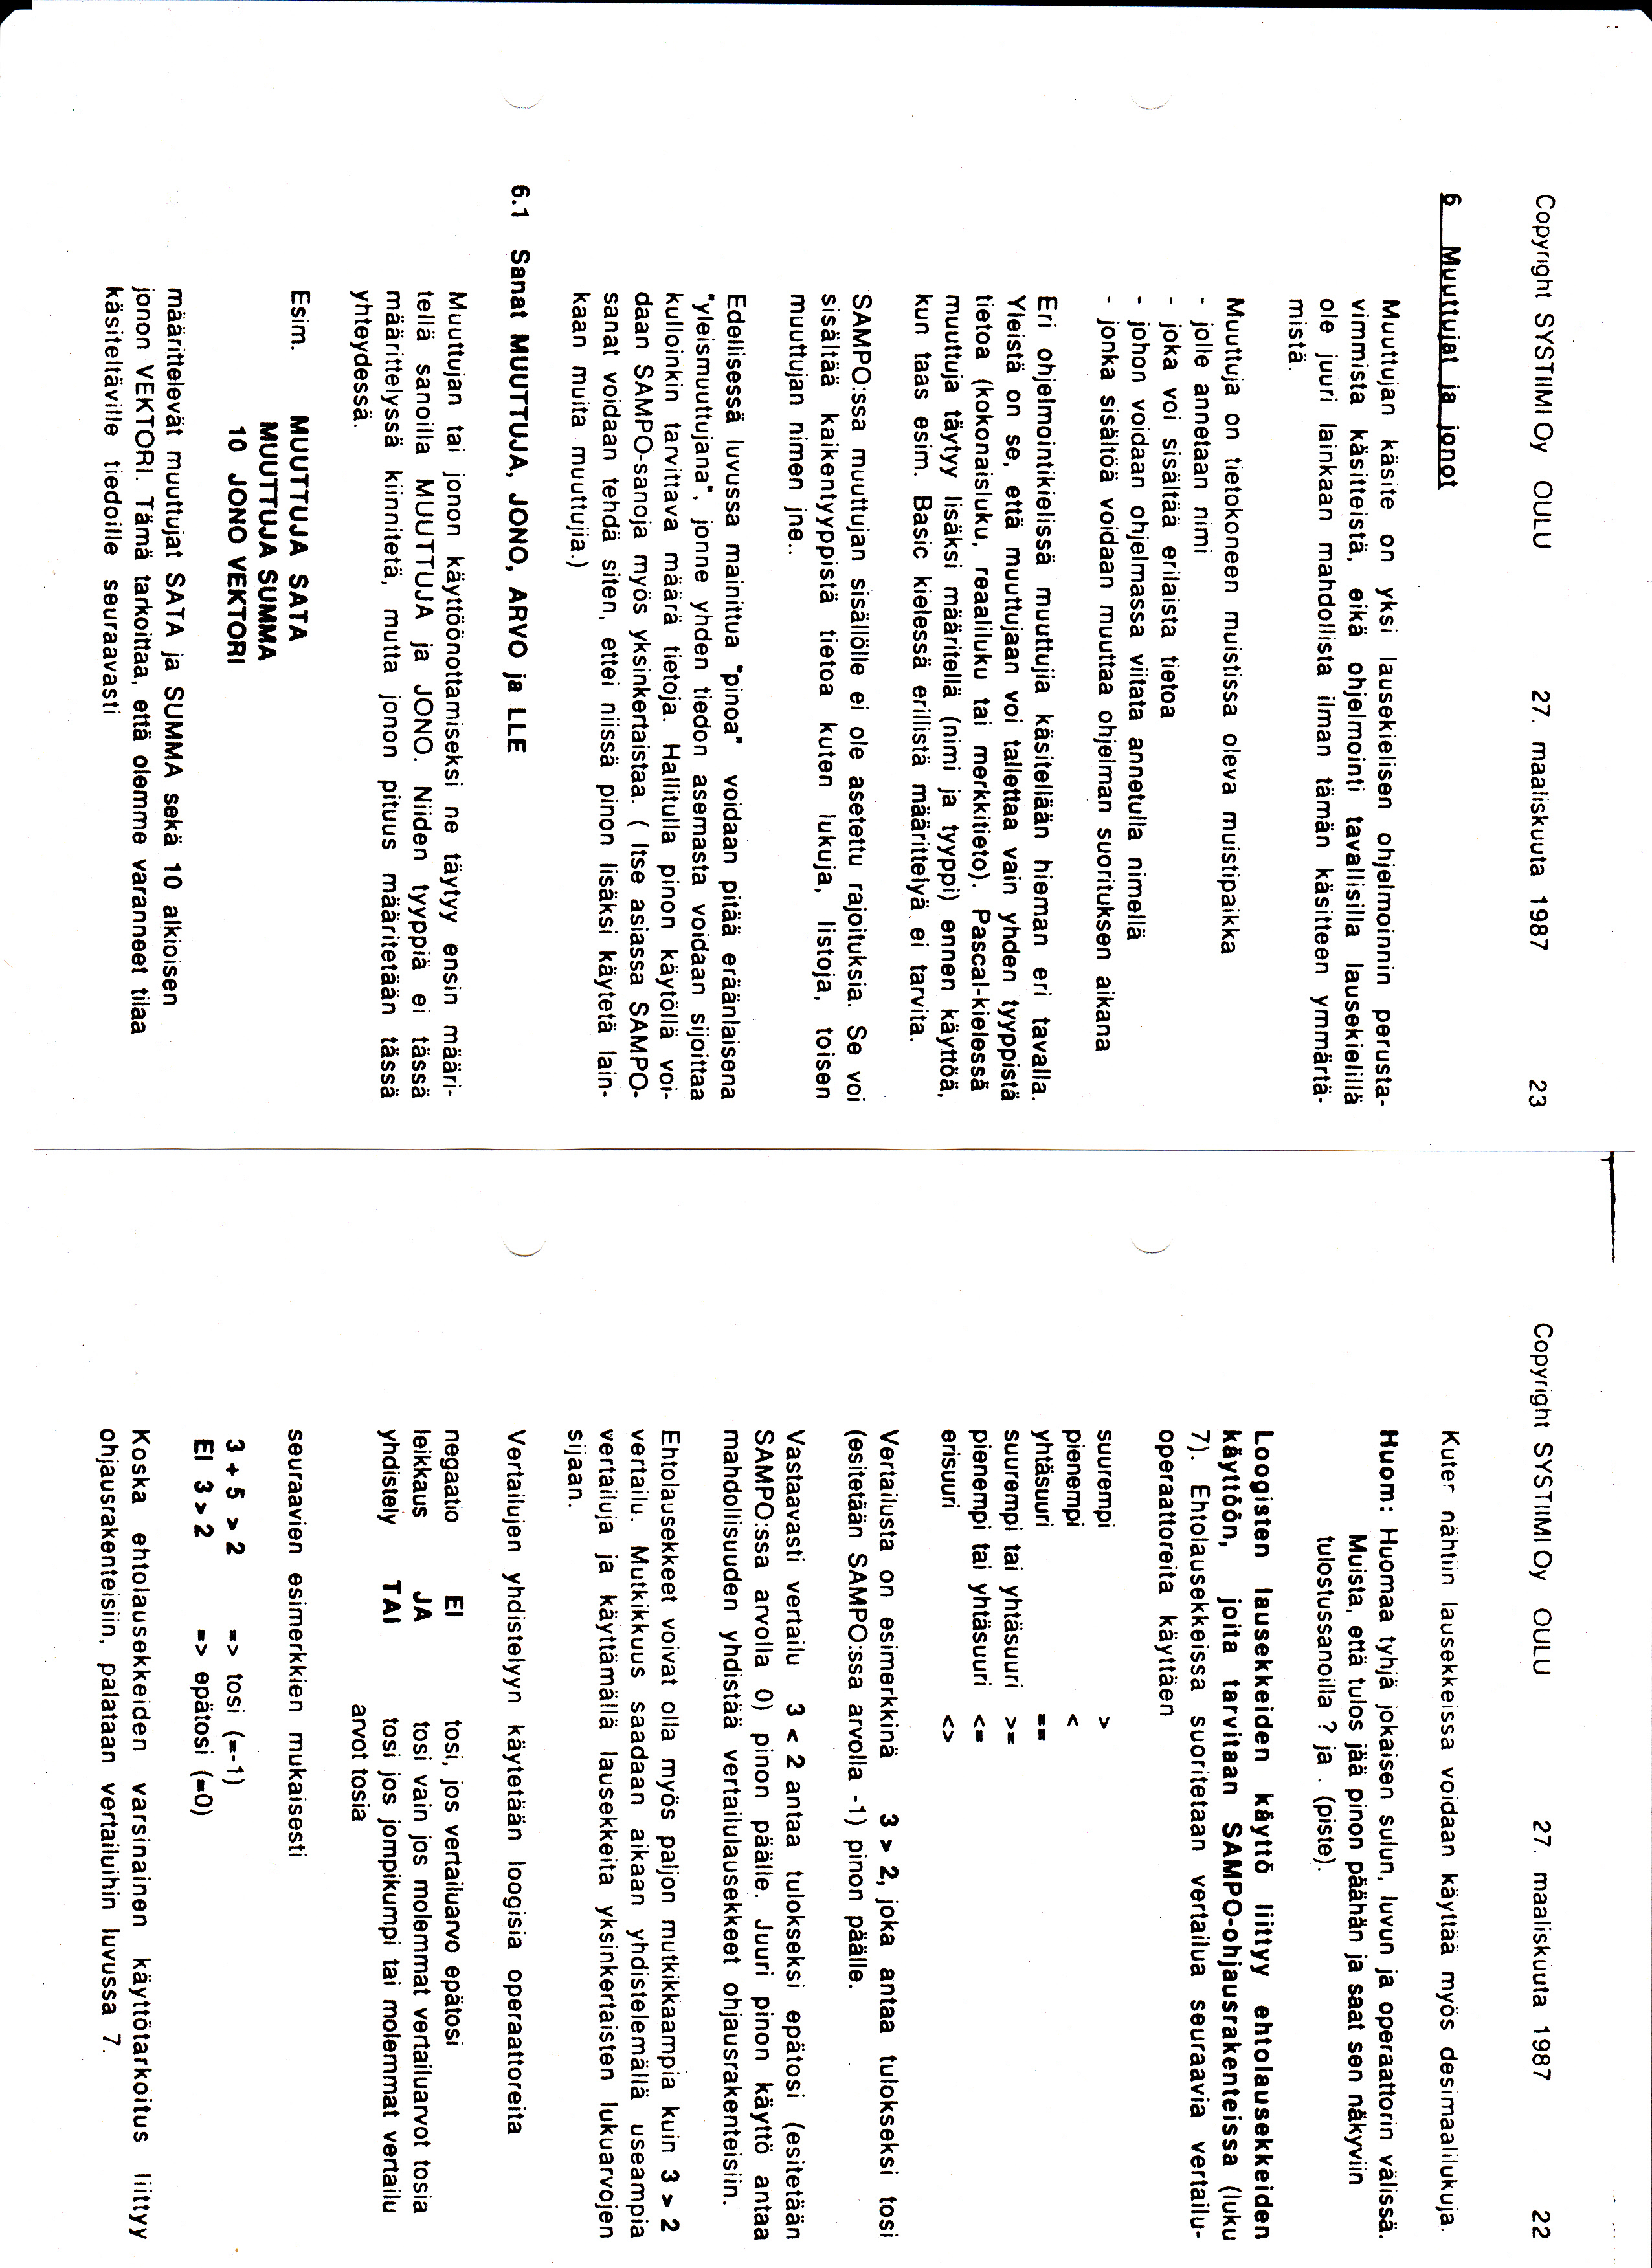 Copyright SYSTIIMI Oy OULU 27. maaliskuuta 1987 22
Kuten nähtiin lausekkeissa voidaan käyttää myös desimaalilukuja.
Huom: Huomaa tyhjä jokaisen sulun, luvun ja operaattorin välissä.
Muista, että tulos jää pinon päähän ja saat sen näkyviin
tulostussanoilla ? ja . (piste).
Loogisten lausekkeiden käyttö liittyy ehtolausekkeiden
käyttöön, joita tarvitaan SAMPO-ohjausrakenteissa (luku
7). Ehtolausekkeissa suoritetaan vertailua seuraavia vertailu-
operaattoreita käyttäen
suurempi >
pienempi <
yhtäsuuri ==
suurempi tai yhtäsuuri >=
pienempi tai yhtäsuuri <=
erisuuri <>
Vertailusta on esimerkkinä 3 > 2, joka antaa tulokseksi tosi
(esitetään SAMPO:ssa arvolla -1) pinon päälle.
Vastaavasti vertailu 3 < 2 antaa tulokseksi epätosi (esitetään
SAMPO:ssa arvolla 0) pinon päälle. Juuri pinon käyttö antaa
mahdollisuuden yhdistää vertailulausekkeet ohjausrakenteisiin.
Ehtolausekkeet voivat olla myös paljon mutkikkaampia kuin 3 > 2
vertailu. Mutkikkuus saadaan aikaan yhdistelemällä useampia
vertailuja ja käyttämällä lausekkeita yksinkertaisten lukuarvojen
sijaan.
Vertailujen yhdistelyyn käytetään loogisia operaattoreita
negaatio EI tosi, jos vertailuarvo epätosi
leikkaus JA tosi vain jos molemmat vertailuarvot tosia
yhdistely TAI tosi jos jompikumpi tai molemmat vertailu
arvot tosia
seuraavien esimerkkien mukaisesti
3 + 5 > 2 => tosi (=-1)
EI 3 > 2 => epätosi (=0)
Koska ehtolausekkeiden varsinainen käyttötarkoitus liittyy
ohjausrakenteisiin, palataan vertailuihin luvussa 7.
Copyright SYSTIIMI Oy OULU 27. maaliskuuta 1987 23
6 Muuttujat ja jonot
Muuttujan käsite on yksi lausekielisen ohjelmoinnin perusta-
vimmista käsitteistä, eikä ohjelmointi tavallisilla lausekielillä
ole juuri lainkaan mahdollista ilman tämän käsitteen ymmärtä-
mistä.
Muuttuja on tietokoneen muistissa oleva muistipaikka
- jolle annetaan nimi
- joka voi sisältää erilaista tietoa
- johon voidaan ohjelmassa viitata annetulla nimellä
- jonka sisältöä voidaan muuttaa ohjelman suorituksen aikana
Eri ohjelmointikielissä muuttujia käsitellään hieman eri tavalla.
Yleistä on se, että muuttujaan voi tallettaa vain yhden tyyppistä
tietoa (kokonaisluku, reaaliluku tai merkkitieto). Pascal-kielessä
muuttuja täytyy lisäksi määritellä (nimi ja tyyppi) ennen käyttöä,
kun taas esim. Basic kielessä erillistä määrittelyä ei tarvita.
SAMPO:ssa muuttujan sisällölle ei ole asetettu rajoituksia. Se voi
sisältää kaikentyyppistä tietoa kuten lukuja, listoja, toisen
muuttujan nimen jne..
Edellisessä luvussa mainittua "pinoa" voidaan pitää eräänlaisena
"yleismuuttujana", jonne yhden tiedon asemasta voidaan sijoittaa
kulloinkin tarvittava määrä tietoja. Hallitulla pinon käytöllä voi-
daan SAMPO-sanoja myös yksinkertaistaa. ( Itse asiassa SAMPO-
sanat voidaan tehdä siten, ettei niissä pinon lisäksi käytetä lain-
kaan muita muuttujia.)
6.1 Sanat MUUTTUJA, JONO, ARVO ja LLE
Muuttujan tai jonon käyttöönottamiseksi ne täytyy ensin määri-
tellä sanoilla MUUTTUJA ja JONO. Niiden tyyppiä ei tässä
määrittelyssä kiinnitetä, mutta jonon pituus määritetään tässä
yhteydessä.
Esim. MUUTTUJA SATA
MUUTTUJA SUMMA
10 JONO VEKTORI
määrittelevät muuttujat SATA ja SUMMA sekä 10 alkioisen
jonon VEKTORI. Tämä tarkoittaa, että olemme varanneet tilaa
käsiteltäville tiedoille seuraavasti